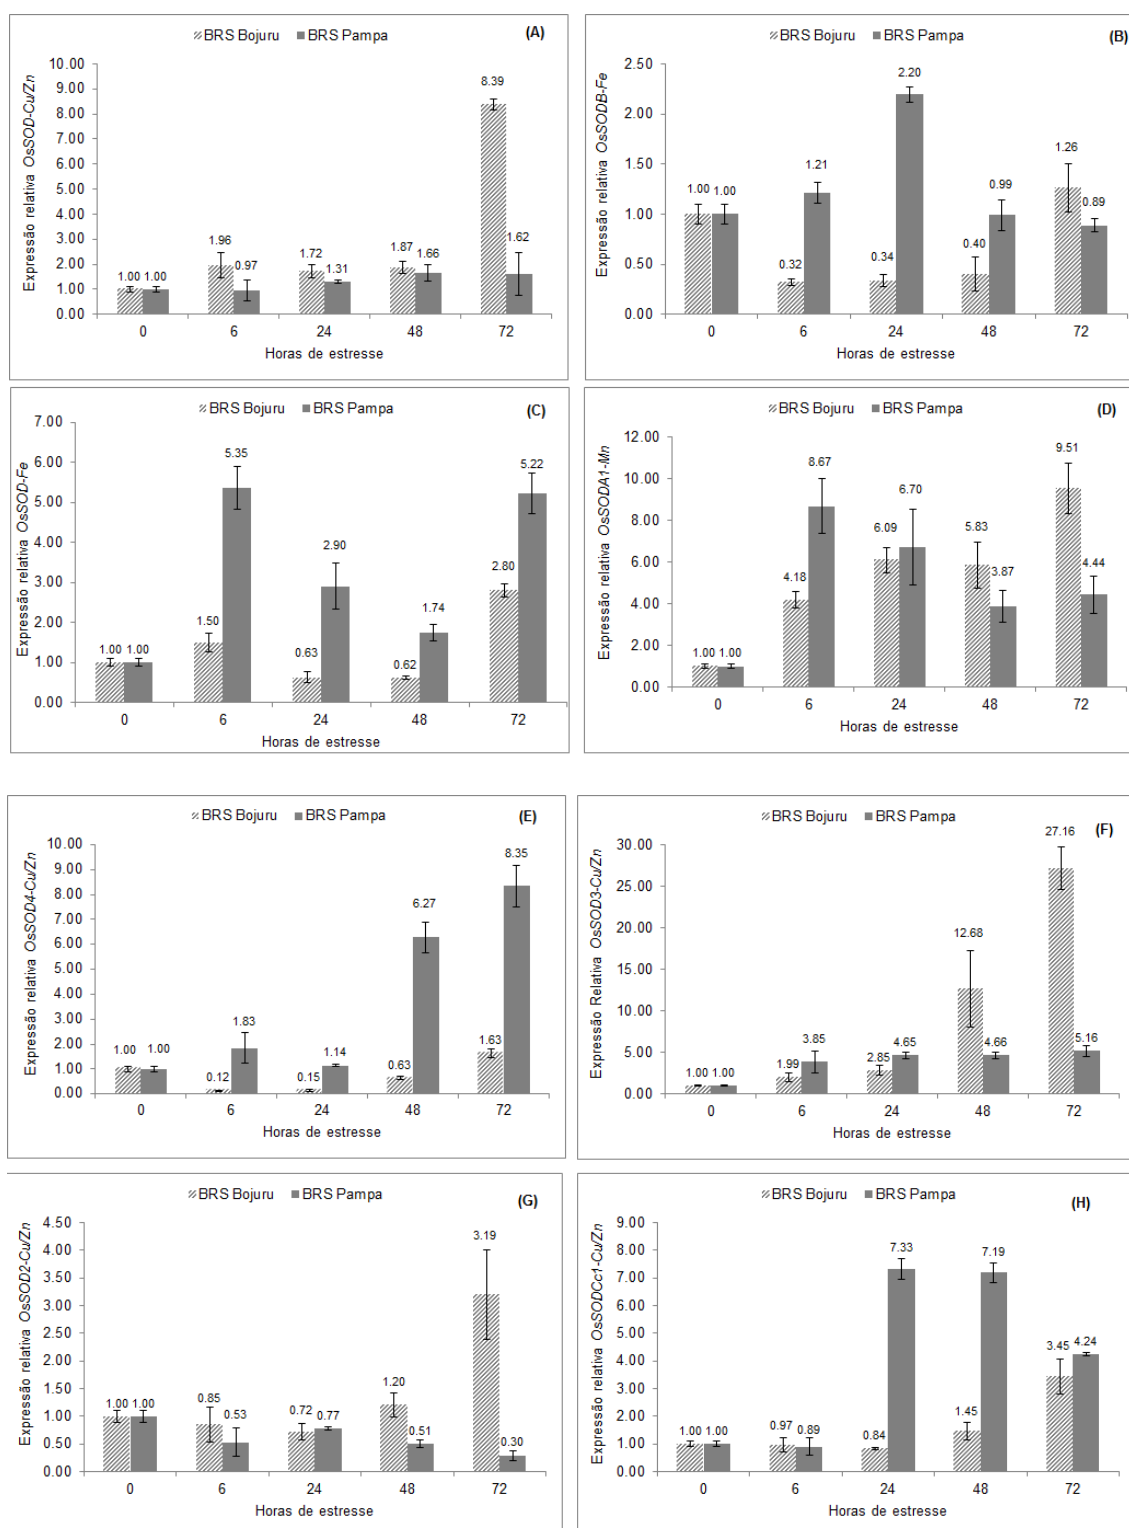 BRS Bojuru BRS Pampa (A)
Expressão relativa OsSOD-Cu/Zn
10.00
9.00
8.00
7.00
6.00
5.00
4.00
3.00
2.00
1.00
0.00
1.00 1.00 1.96 0.97 1.72 1.31 1.87 1.66 8.39 1.62
0 6 24 48 72
Horas de estresse
BRS Bojuru BRS Pampa (B)
Expressão relativa OsSODB-Fe
2.50
2.00
1.50
1.00
0.50
0.00
1.00 1.00 0.32 1.21 0.34 2.20 0.40 0.99 1.26 0.89
0 6 24 48 72
Horas de estresse
BRS Bojuru BRS Pampa (C)
Expressão relativa OsSOD-Fe
7.00
6.00
5.00
4.00
3.00
2.00
1.00
0.00
1.00 1.00 1.50 5.35 0.63 2.90 0.62 1.74 2.80 5.22
0 6 24 48 72
Horas de estresse
BRS Bojuru BRS Pampa (D)
Expressão relativa OsSODA1-Mn
12.00
10.00
8.00
6.00
4.00
2.00
0.00
1.00 1.00 4.18 8.67 6.09 6.70 5.83 3.87 9.51 4.44
0 6 24 48 72
Horas de estresse
BRS Bojuru BRS Pampa (E)
Expressão relativa OsSOD4-Cu/Zn
10.00
9.00
8.00
7.00
6.00
5.00
4.00
3.00
2.00
1.00
0.00
1.00 1.00 0.12 1.83 0.15 1.14 0.63 6.27 1.63 8.35
0 6 24 48 72
Horas de estresse
BRS Bojuru BRS Pampa (F)
Expressão Relativa OsSOD3-Cu/Zn
30.00
25.00
20.00
15.00
10.00
5.00
0.00
1.00 1.00 1.99 3.85 2.85 4.65 12.68 4.66 27.16 5.16
0 6 24 48 72
Horas de estresse
BRS Bojuru BRS Pampa (G)
Expressão relativa OsSOD2-Cu/Zn
4.50
4.00
3.50
3.00
2.50
2.00
1.50
1.00
0.50
0.00
1.00 1.00 0.85 0.53 0.72 0.77 1.20 0.51 3.19 0.30
0 6 24 48 72
Horas de estresse
BRS Bojuru BRS Pampa (H)
Expressão relativa OsSODCc1-Cu/Zn
9.00
8.00
7.00
6.00
5.00
4.00
3.00
2.00
1.00
0.00
1.00 1.00 0.97 0.89 0.84 7.33 1.45 7.19 3.45 4.24
0 6 24 48 72
Horas de estresse